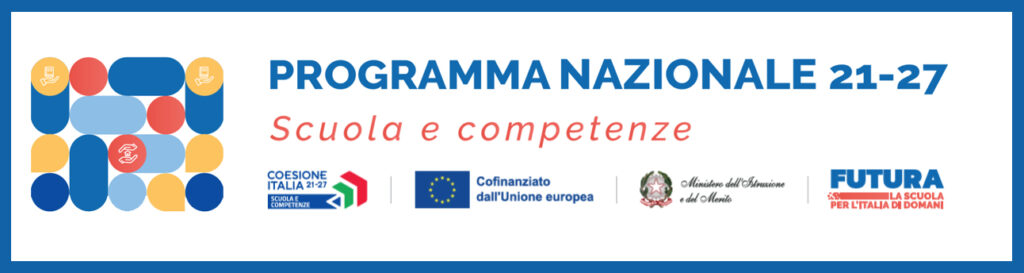 PROGRAMMA NAZIONALE 21-27
Scuola e competenze
COESIONE
ITALIA 21-27
SCUOLA E
COMPETENZE
Cofinanziato
dall'Unione europea
Ministero dell'Istruzione
e del Merito
FUTURA
LA SCUOLA
PER L'ITALIA DI DOMANI